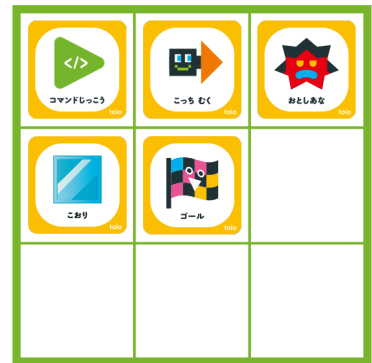 </>
コマンドじっこう
toio
こっち むく
toio
おとしあな
toio
こおり
toio
ゴール
toio